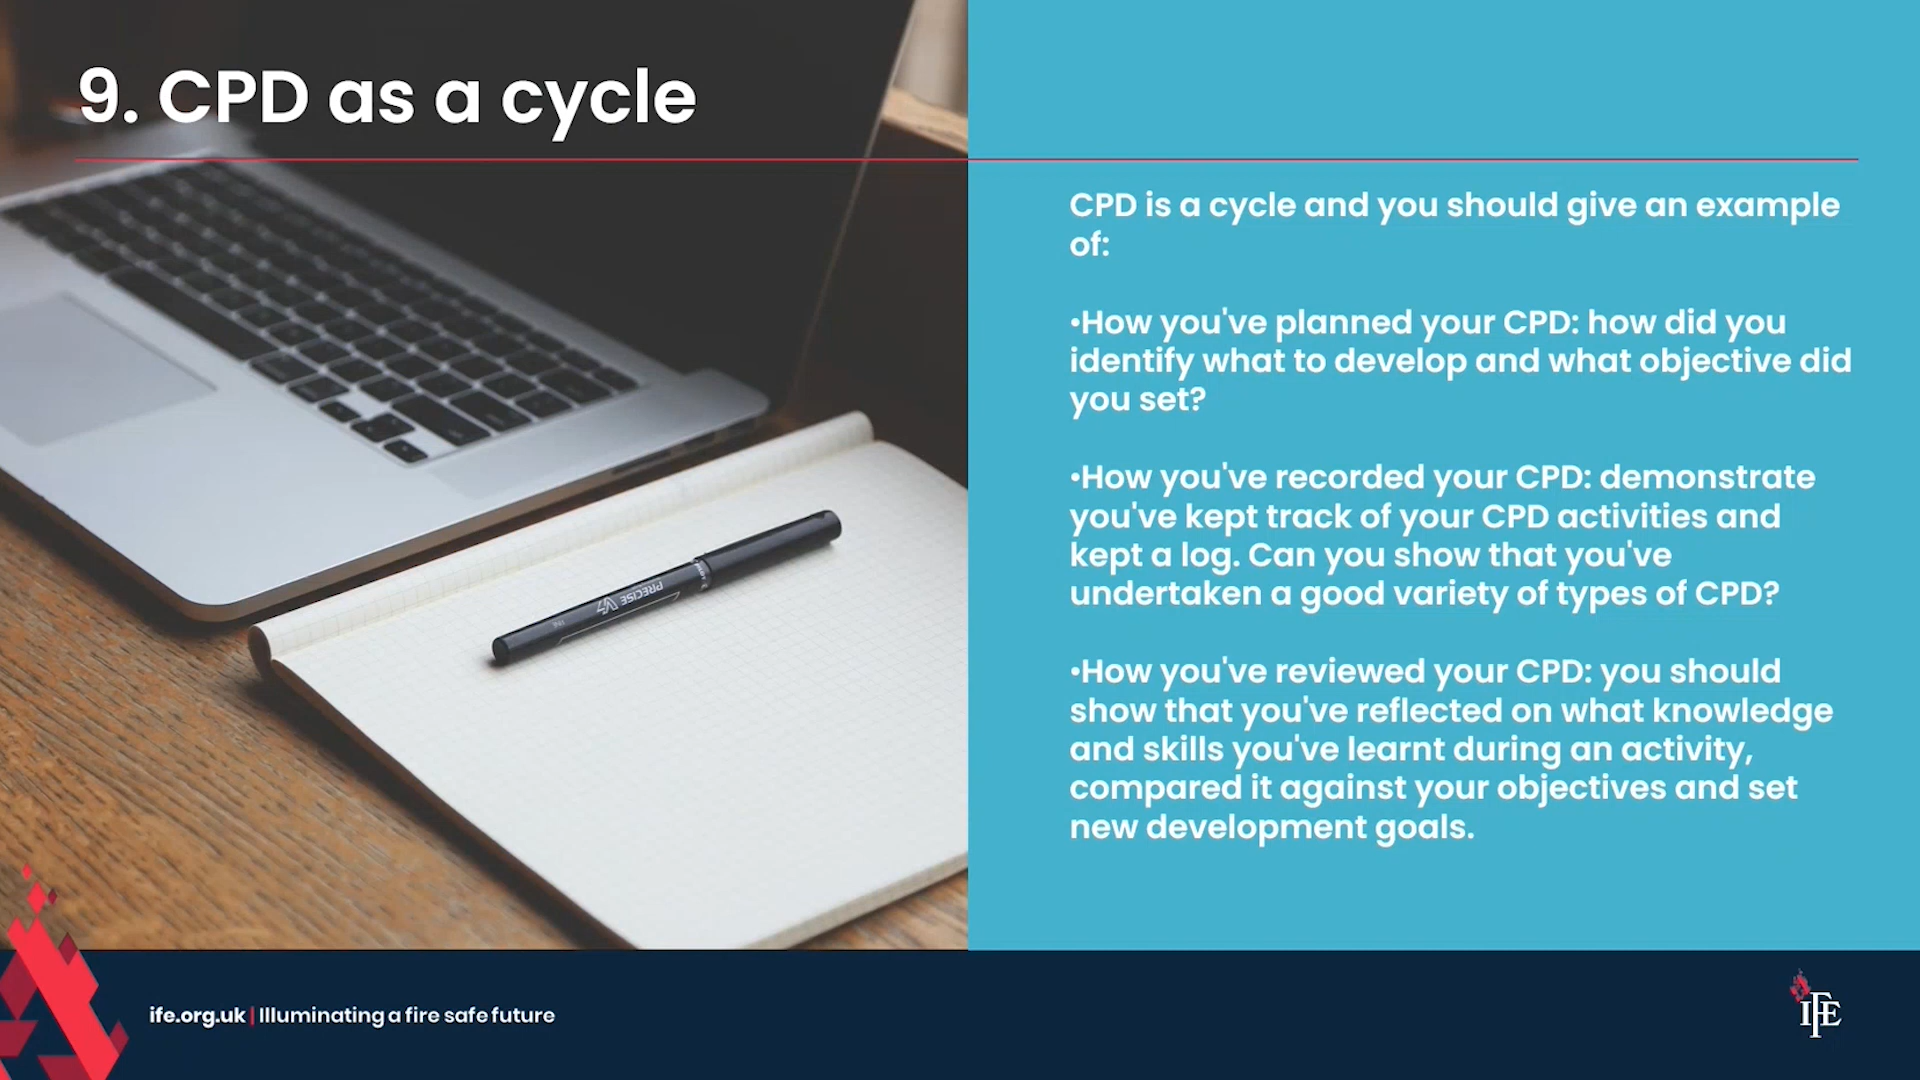 9. CPD as a cycle
CPD is a cycle and you should give an example
of:
•How you've planned your CPD: how did you
identify what to develop and what objective did
you set?
•How you've recorded your CPD: demonstrate
you've kept track of your CPD activities and
kept a log. Can you show that you've
undertaken a good variety of types of CPD?
•How you've reviewed your CPD: you should
show that you've reflected on what knowledge
and skills you've learnt during an activity,
compared it against your objectives and set
new development goals.
PRECISE V7
ife.org.uk | Illuminating a fire safe future
IFE